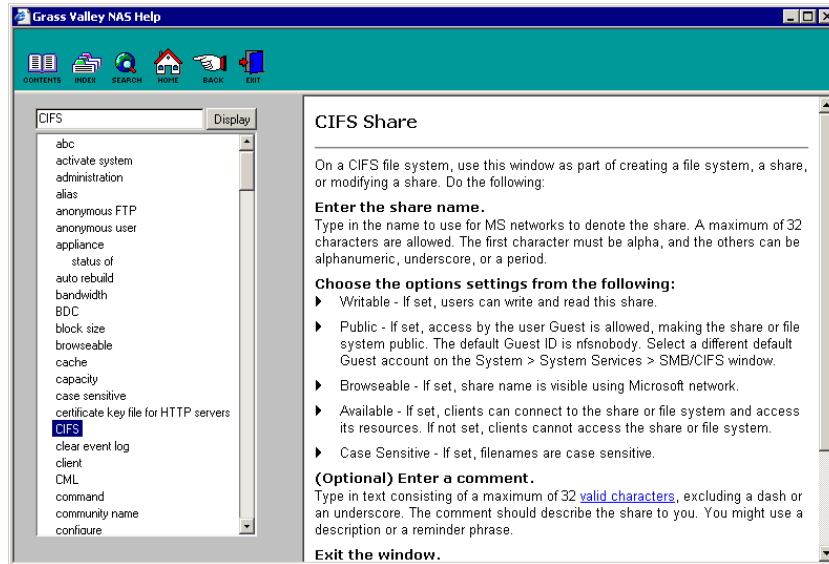 Grass Valley NAS Help
CONTENTS INDEX SEARCH HOME BACK EXIT
CIFS Display
abc
activate system
administration
alias
anonymous FTP
anonymous user
appliance
status of
auto rebuild
bandwidth
BDC
block size
browseable
cache
capacity
case sensitive
certificate key file for HTTP servers
CIFS
clear event log
client
CML
command
community name
configure
CIFS Share
On a CIFS file system, use this window as part of creating a file system, a share,
or modifying a share. Do the following:
Enter the share name.
Type in the name to use for MS networks to denote the share. A maximum of 32
characters are allowed. The first character must be alpha, and the others can be
alphanumeric, underscore, or a period.
Choose the options settings from the following:
Writable - If set, users can write and read this share.
Public - If set, access by the user Guest is allowed, making the share or file
system public. The default Guest ID is nfsnobody. Select a different default
Guest account on the System > System Services > SMB/CIFS window.
Browseable - If set, share name is visible using Microsoft network.
Available - If set, clients can connect to the share or file system and access
its resources. If not set, clients cannot access the share or file system.
Case Sensitive - If set, filenames are case sensitive.
(Optional) Enter a comment.
Type in text consisting of a maximum of 32 valid characters, excluding a dash or
an underscore. The comment should describe the share to you. You might use a
description or a reminder phrase.
Exit the window.